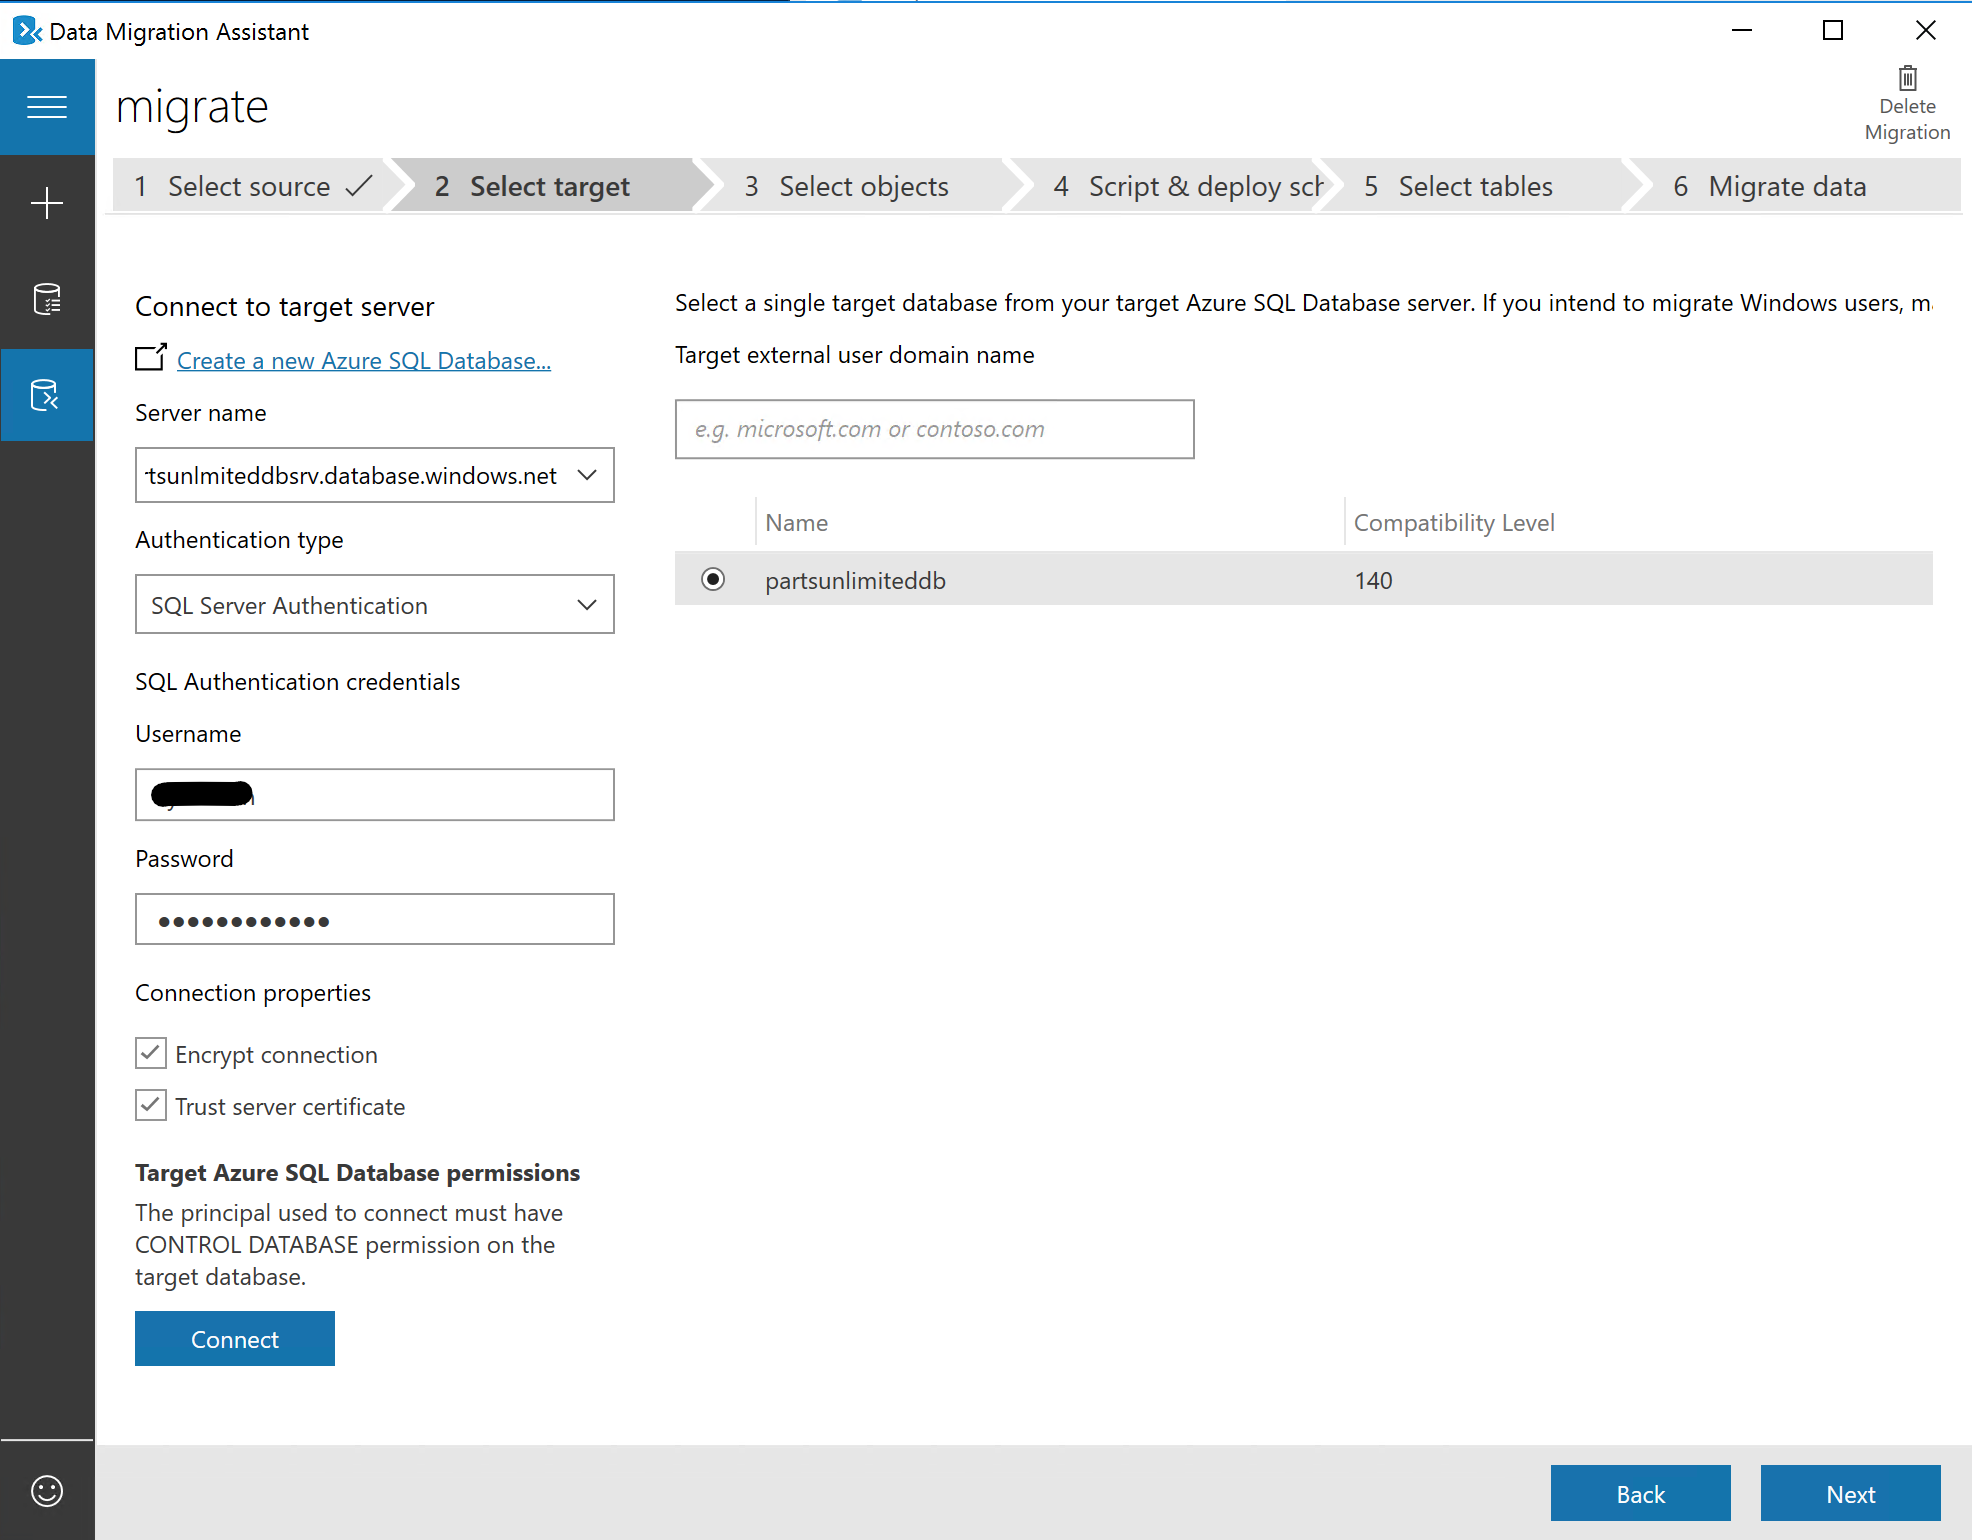 Data Migration Assistant
migrate
Delete
Migration
1 Select source
2 Select target
3 Select objects
4 Script & deploy sch
5 Select tables
6 Migrate data
Connect to target server
Create a new Azure SQL Database...
Server name
tsunlmiteddbsrv.database.windows.net
Authentication type
SQL Server Authentication
SQL Authentication credentials
Username
Password
Connection properties
Encrypt connection
Trust server certificate
Target Azure SQL Database permissions
The principal used to connect must have
CONTROL DATABASE permission on the
target database.
Connect
Select a single target database from your target Azure SQL Database server. If you intend to migrate Windows users, m
Target external user domain name
e.g. microsoft.com or contoso.com
Name Compatibility Level
partsunlimiteddb 140
Back Next